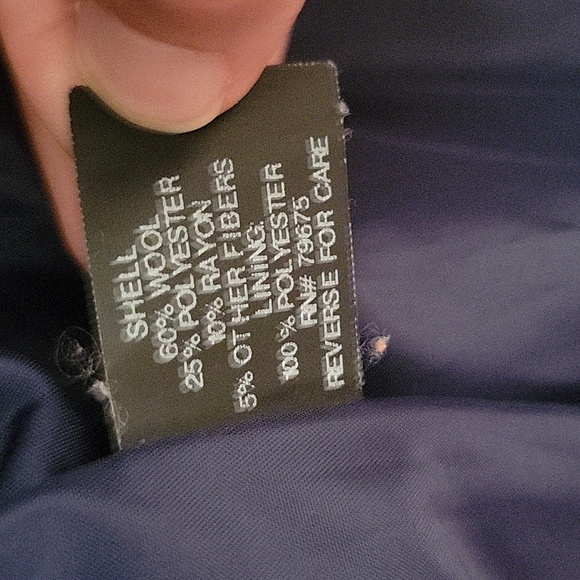 SHELL
60% WOOL
25% POLYESTER
10% RAYON
5% OTHER FIBERS
LINING:
100% POLYESTER
RN# 79675
REVERSE FOR CARE